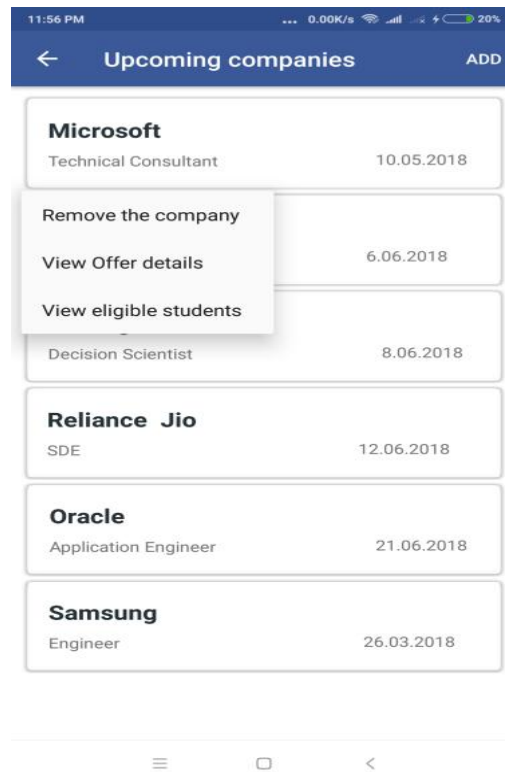 11:56 PM ... 0.00K/s 20%
Upcoming companies ADD
Microsoft
Technical Consultant 10.05.2018
Remove the company
View Offer details 6.06.2018
View eligible students
Decision Scientist 8.06.2018
Reliance Jio
SDE 12.06.2018
Oracle
Application Engineer 21.06.2018
Samsung
Engineer 26.03.2018